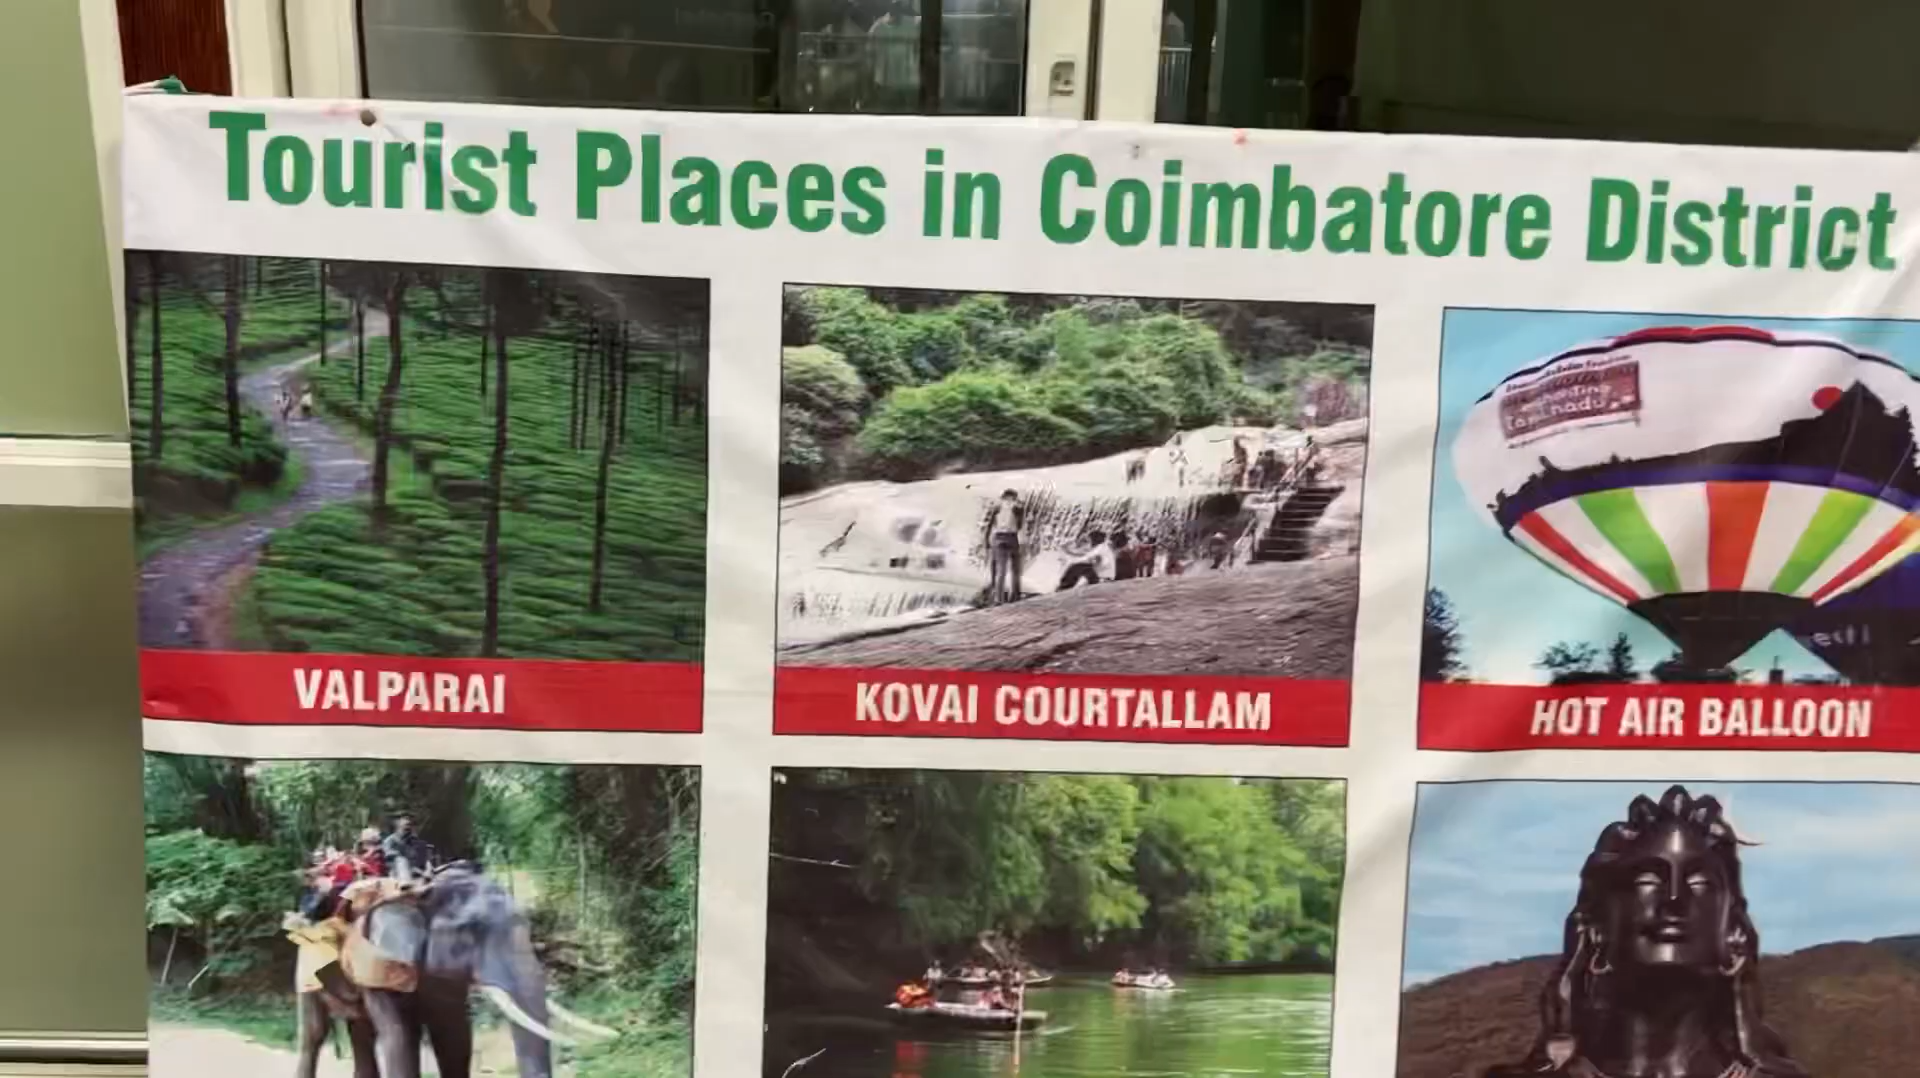 Tourist Places in Coimbatore District
VALPARAI
KOVAI COURTALLAM
HOT AIR BALLOON